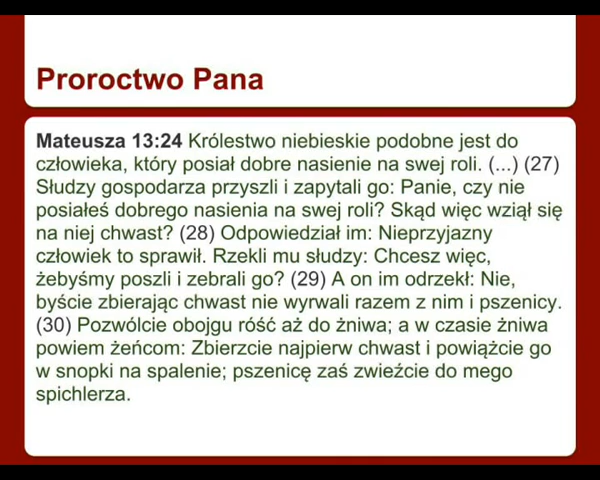 Proroctwo Pana
Mateusza 13:24 Królestwo niebieskie podobne jest do
człowieka, który posiał dobre nasienie na swej roli. (...) (27)
Słudzy gospodarza przyszli i zapytali go: Panie, czy nie
posiałeś dobrego nasienia na swej roli? Skąd więc wziął się
na niej chwast? (28) Odpowiedział im: Nieprzyjazny
człowiek to sprawił. Rzekli mu słudzy: Chcesz więc,
żebyśmy poszli i zebrali go? (29) A on im odrzekł: Nie,
byście zbierając chwast nie wyrwali razem z nim i pszenicy.
(30) Pozwólcie obojgu róść aż do żniwa; a w czasie żniwa
powiem żeńcom: Zbierzcie najpierw chwast i powiążcie go
w snopki na spalenie; pszenicę zaś zwieźcie do mego
spichlerza.